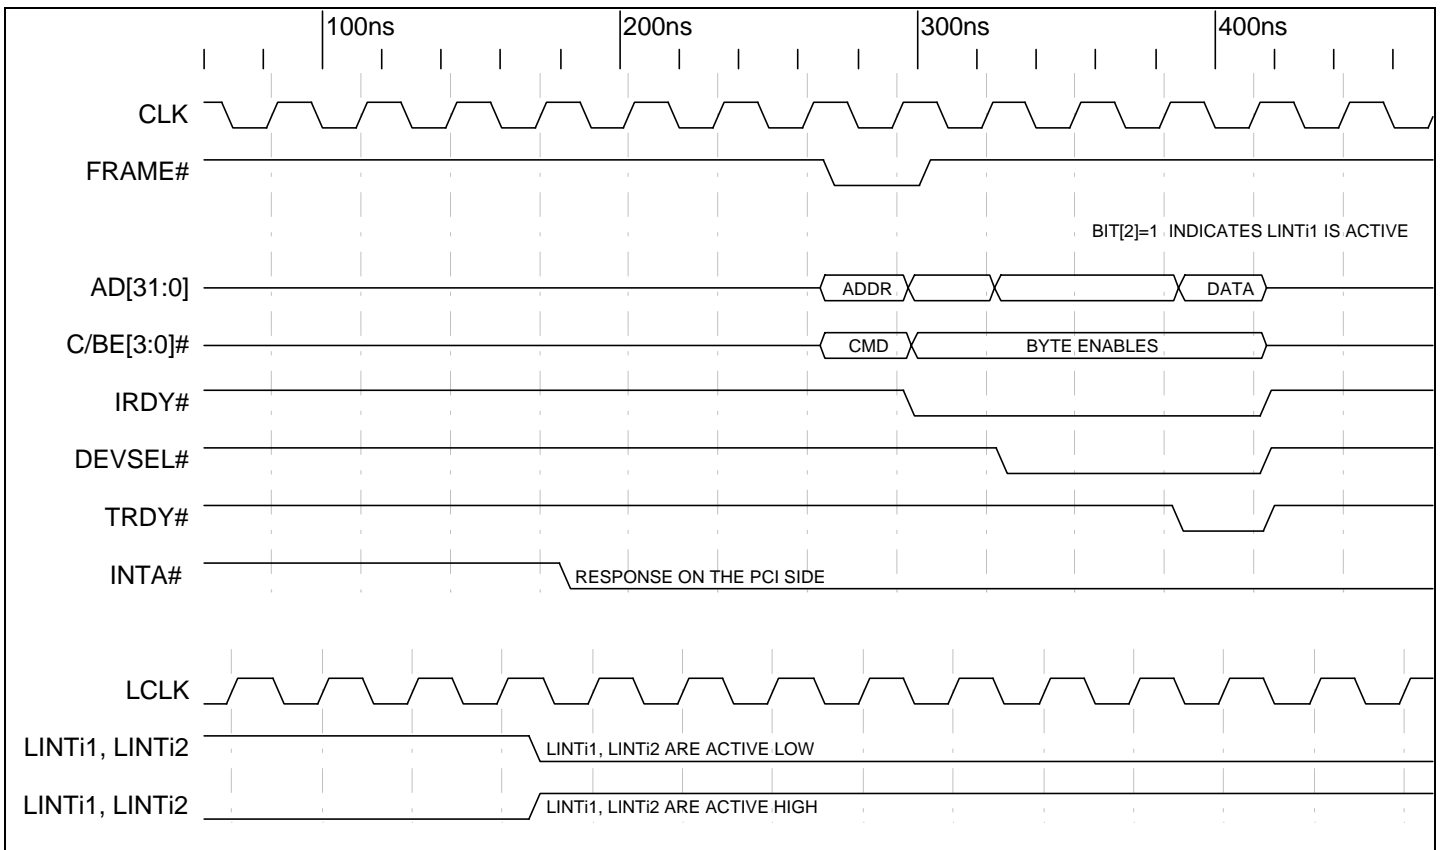 100ns 200ns 300ns 400ns
CLK
FRAME#
BIT[2]=1 INDICATES LINTi1 IS ACTIVE
AD[31:0] ADDR DATA
C/BE[3:0]# CMD BYTE ENABLES
IRDY#
DEVSEL#
TRDY#
INTA# RESPONSE ON THE PCI SIDE
LCLK
LINTi1, LINTi2 LINTi1, LINTi2 ARE ACTIVE LOW
LINTi1, LINTi2 LINTi1, LINTi2 ARE ACTIVE HIGH